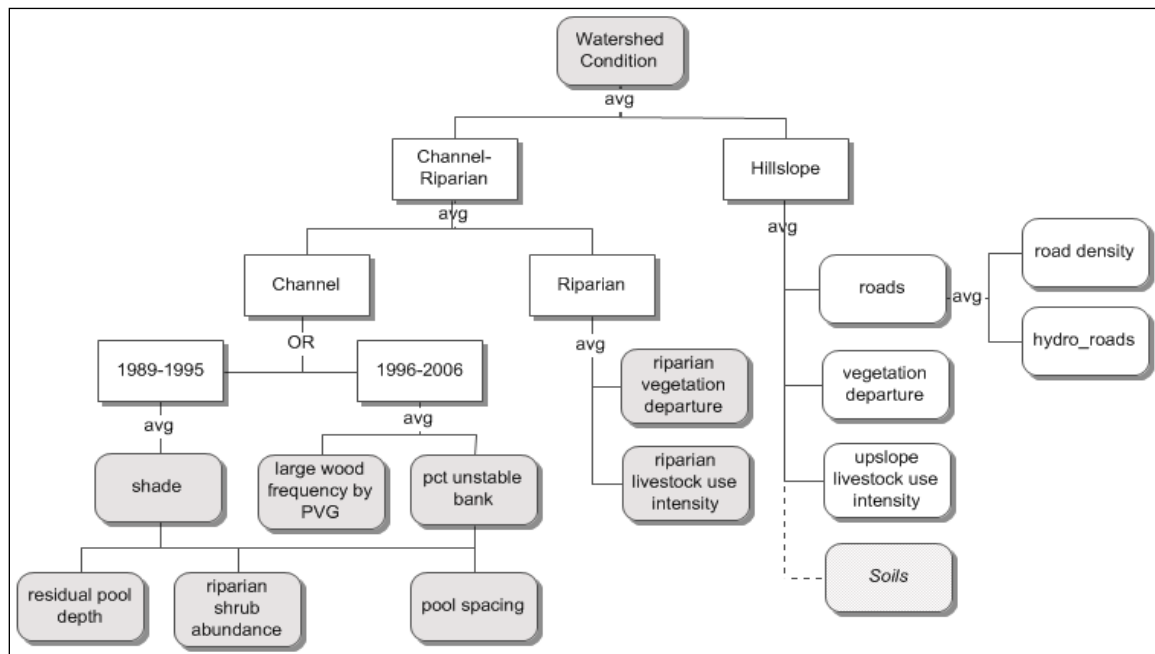 Watershed
Condition
avg
Channel-
Riparian
Hillslope
avg
avg
Channel
Riparian
roads
avg
road density
hydro_roads
OR
avg
1989-1995
1996-2006
riparian
vegetation
departure
vegetation
departure
avg
avg
shade
large wood
frequency by
PVG
pct unstable
bank
riparian
livestock use
intensity
upslope
livestock use
intensity
residual pool
depth
riparian
shrub
abundance
pool spacing
Soils